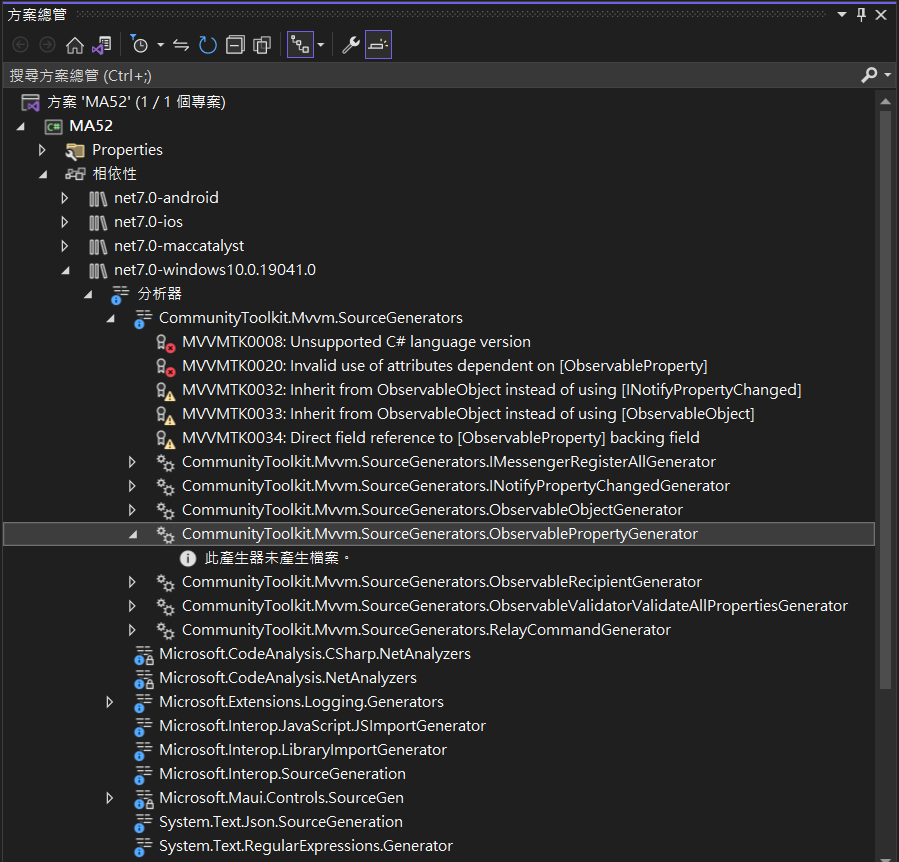 方案總管
搜尋方案總管 (Ctrl+;)
方案 'MA52' (1 / 1 個專案)
MA52
Properties
相依性
net7.0-android
net7.0-ios
net7.0-maccatalyst
net7.0-windows10.0.19041.0
分析器
CommunityToolkit.Mvvm.SourceGenerators
MVVMTK0008: Unsupported C# language version
MVVMTK0020: Invalid use of attributes dependent on [ObservableProperty]
MVVMTK0032: Inherit from ObservableObject instead of using [INotifyPropertyChanged]
MVVMTK0033: Inherit from ObservableObject instead of using [ObservableObject]
MVVMTK0034: Direct field reference to [ObservableProperty] backing field
CommunityToolkit.Mvvm.SourceGenerators.IMessengerRegisterAllGenerator
CommunityToolkit.Mvvm.SourceGenerators.INotifyPropertyChangedGenerator
CommunityToolkit.Mvvm.SourceGenerators.ObservableObjectGenerator
CommunityToolkit.Mvvm.SourceGenerators.ObservablePropertyGenerator
此產生器未產生檔案。
CommunityToolkit.Mvvm.SourceGenerators.ObservableRecipientGenerator
CommunityToolkit.Mvvm.SourceGenerators.ObservableValidatorValidateAllPropertiesGenerator
CommunityToolkit.Mvvm.SourceGenerators.RelayCommandGenerator
Microsoft.CodeAnalysis.CSharp.NetAnalyzers
Microsoft.CodeAnalysis.NetAnalyzers
Microsoft.Extensions.Logging.Generators
Microsoft.Interop.JavaScript.JSImportGenerator
Microsoft.Interop.LibraryImportGenerator
Microsoft.Interop.SourceGeneration
Microsoft.Maui.Controls.SourceGen
System.Text.Json.SourceGeneration
System.Text.RegularExpressions.Generator